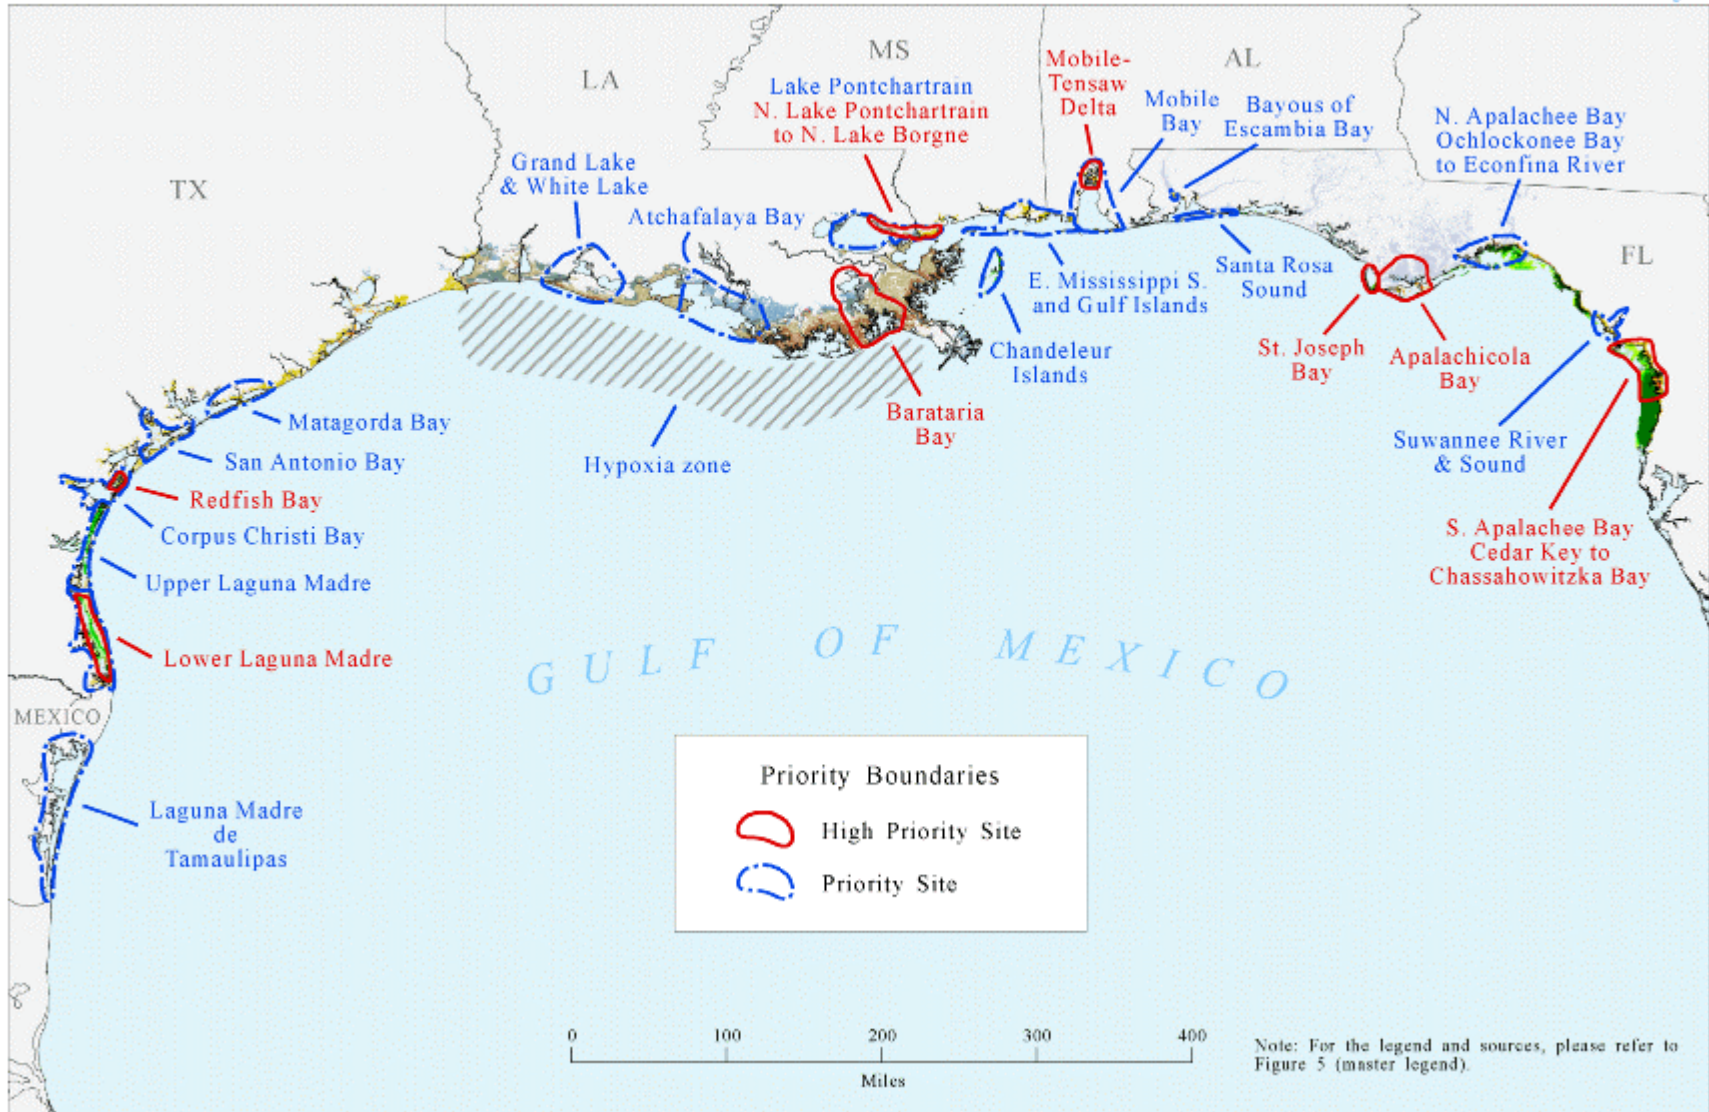 MS
AL
LA
TX
FL
MEXICO
Lake Pontchartrain
N. Lake Pontchartrain
to N. Lake Borgne
Mobile-
Tensaw
Delta
Mobile
Bay
Bayous of
Escambia Bay
N. Apalachee Bay
Ochlockonee Bay
to Econfina River
Grand Lake
& White Lake
Atchafalaya Bay
E. Mississippi S.
and Gulf Islands
Santa Rosa
Sound
Chandeleur
Islands
St. Joseph
Bay
Apalachicola
Bay
Barataria
Bay
Hypoxia zone
Suwannee River
& Sound
S. Apalachee Bay
Cedar Key to
Chassahowitzka Bay
Matagorda Bay
San Antonio Bay
Redfish Bay
Corpus Christi Bay
Upper Laguna Madre
Lower Laguna Madre
Laguna Madre
de
Tamaulipas
GULF OF MEXICO
Priority Boundaries
High Priority Site
Priority Site
0 100 200 300 400
Miles
Note: For the legend and sources, please refer to
Figure 5 (master legend).